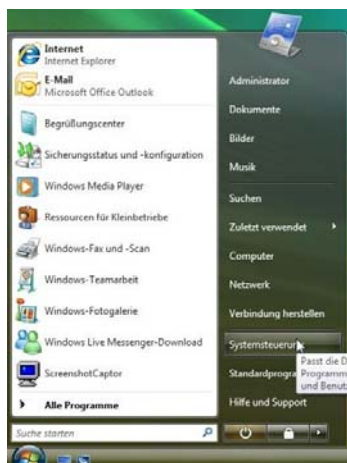 Internet
Internet Explorer
E-Mail
Microsoft Office Outlook
Begrüßungscenter
Sicherungsstatus und -konfiguration
Windows Media Player
Ressourcen für Kleinbetriebe
Windows-Fax und -Scan
Windows-Teamarbeit
Windows-Fotogalerie
Windows Live Messenger-Download
ScreenshotCaptor
Alle Programme
Suche starten
Administrator
Dokumente
Bilder
Musik
Suchen
Zuletzt verwendet
Computer
Netzwerk
Verbindung herstellen
Systemsteuerung
Passt die D
Standardprogra
Programm
und Benutz
Hilfe und Support